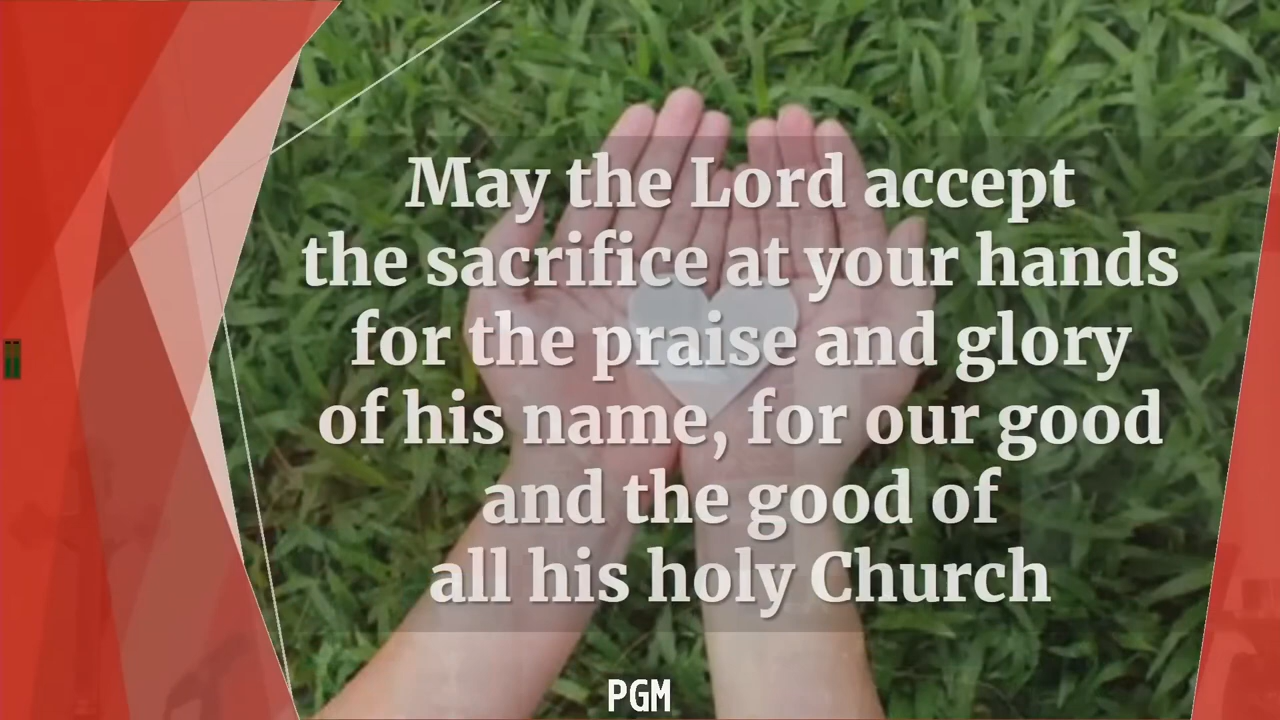 May the Lord accept
the sacrifice at your hands
for the praise and glory
of his name, for our good
and the good of
all his holy Church
PGM